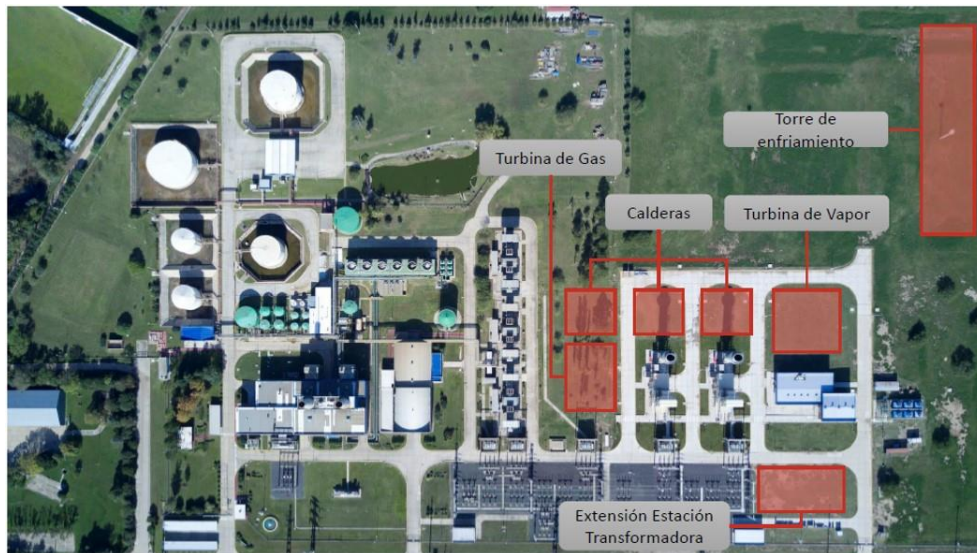 Torre de
enfriamiento
Turbina de Gas
Calderas
Turbina de Vapor
Extensión Estación
Transformadora